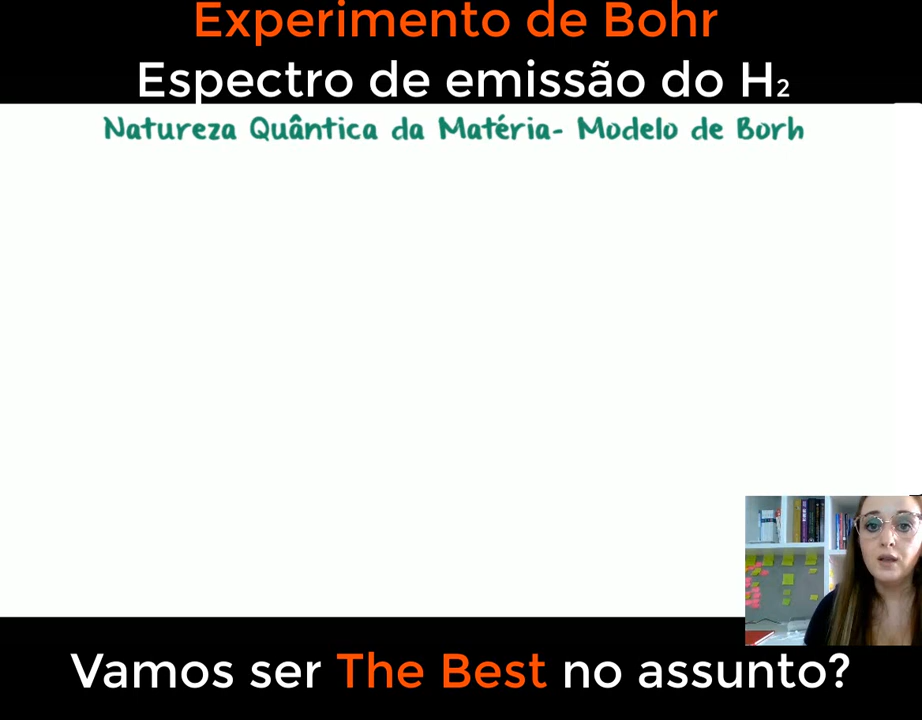 Experimento de Bohr
Espectro de emissão do H₂
Natureza Quântica da Matéria- Modelo de Borh
Vamos ser The Best no assunto?